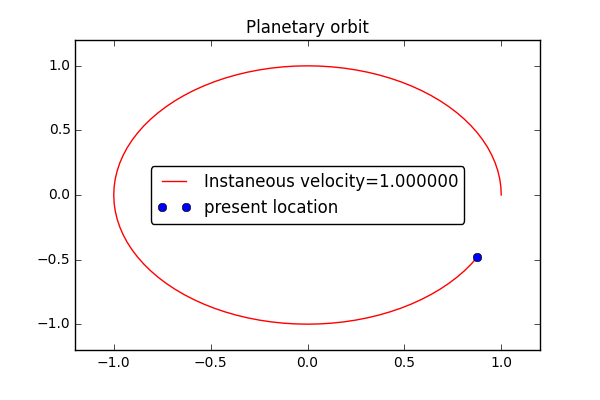 Planetary orbit
1.0
0.5
0.0
−0.5
−1.0
Instaneous velocity=1.000000
present location
−1.0 −0.5 0.0 0.5 1.0